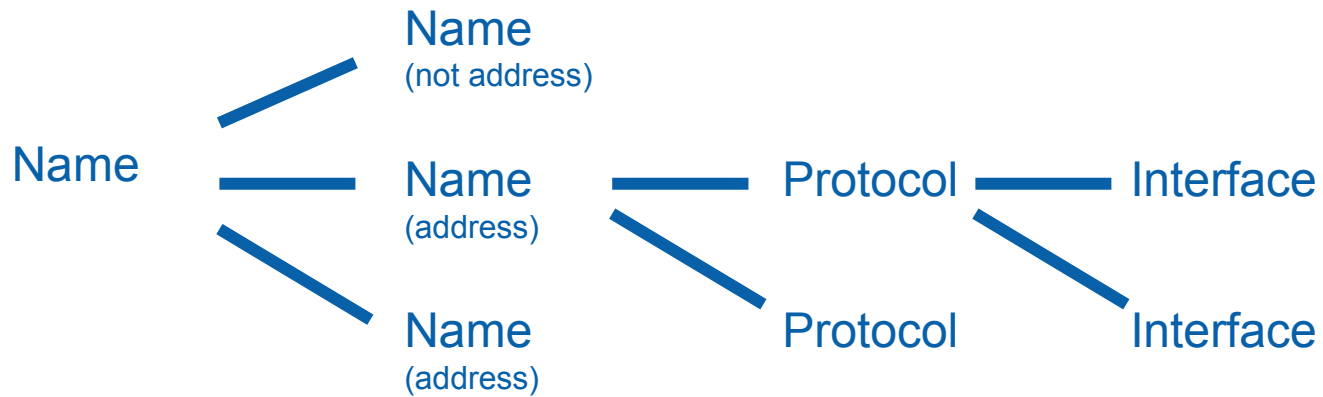 Name
(not address)
Name
Name
(address)
Protocol
Interface
Name
(address)
Protocol
Interface